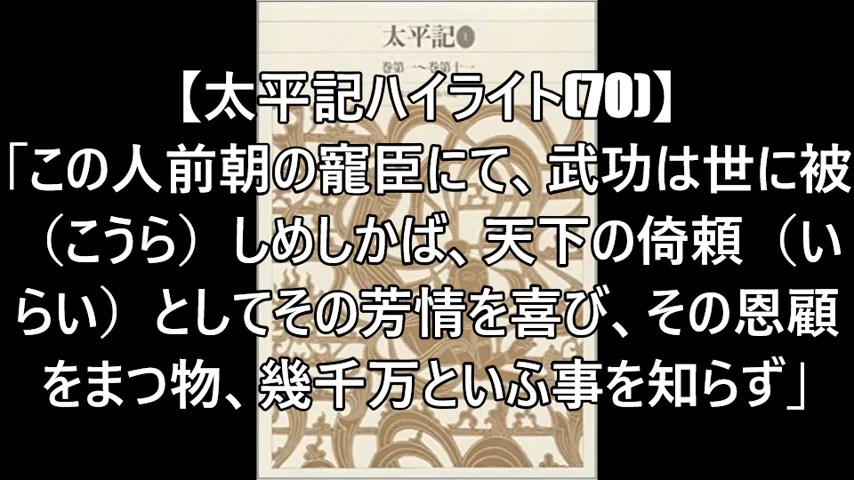 太平記 1
巻第一〜巻第十一
【太平記ハイライト(70)】
「この人前朝の寵臣にて、武功は世に被
（こうら）しめしかば、天下の倚頼（い
らい）としてその芳情を喜び、その恩顧
をまつ物、幾千万といふ事を知らず」